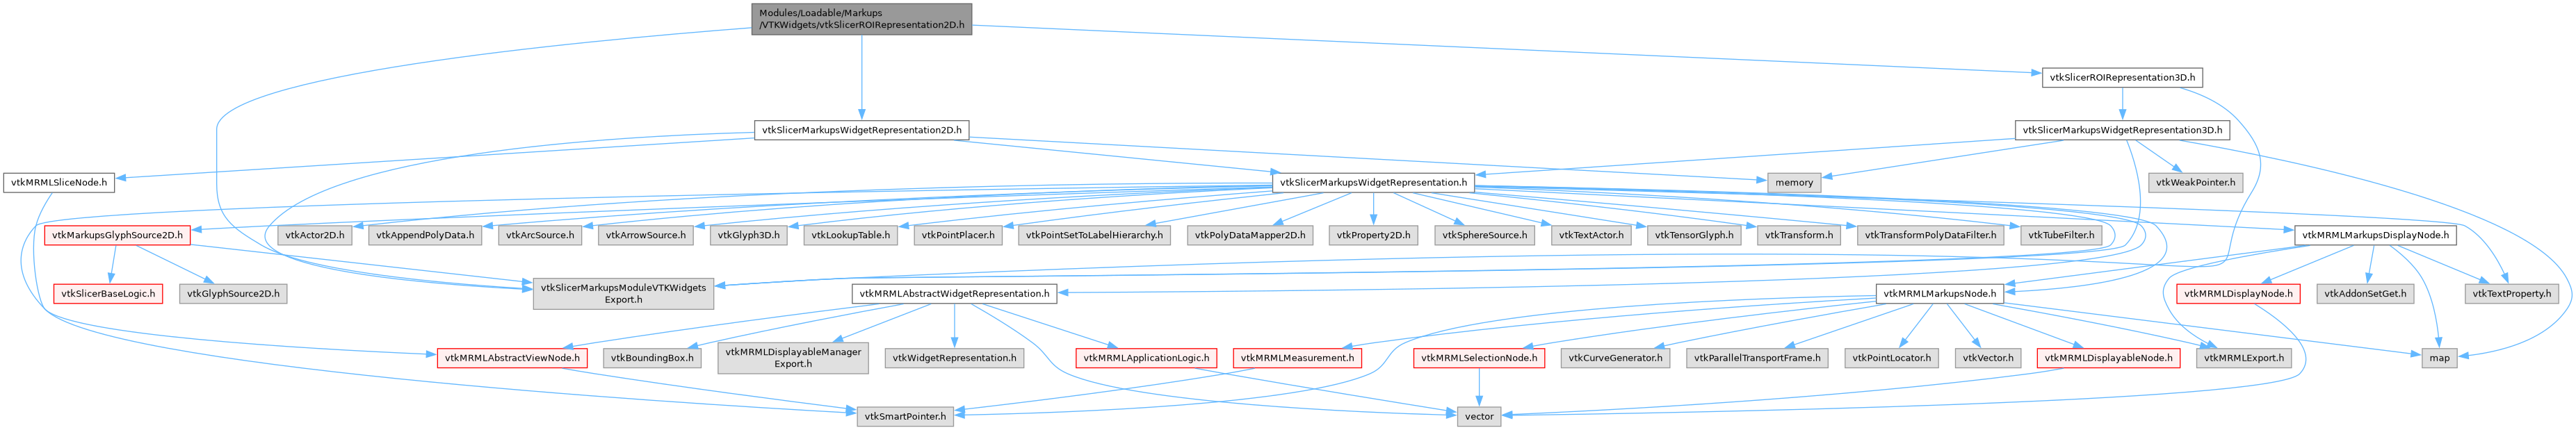 Modules/Loadable/Markups
/VTKWidgets/vtkSlicerROIRepresentation2D.h
vtkSlicerROIRepresentation3D.h
vtkSlicerMarkupsWidgetRepresentation2D.h
vtkSlicerMarkupsWidgetRepresentation3D.h
vtkMRMLSliceNode.h
vtkSlicerMarkupsWidgetRepresentation.h
memory
vtkWeakPointer.h
vtkMarkupsGlyphSource2D.h
vtkActor2D.h
vtkAppendPolyData.h
vtkArcSource.h
vtkArrowSource.h
vtkGlyph3D.h
vtkLookupTable.h
vtkPointPlacer.h
vtkPointSetToLabelHierarchy.h
vtkPolyDataMapper2D.h
vtkProperty2D.h
vtkSphereSource.h
vtkTextActor.h
vtkTensorGlyph.h
vtkTransform.h
vtkTransformPolyDataFilter.h
vtkTubeFilter.h
vtkMRMLMarkupsDisplayNode.h
vtkSlicerBaseLogic.h
vtkGlyphSource2D.h
vtkSlicerMarkupsModuleVTKWidgets
Export.h
vtkMRMLAbstractWidgetRepresentation.h
vtkMRMLMarkupsNode.h
vtkMRMLDisplayNode.h
vtkAddonSetGet.h
vtkTextProperty.h
vtkMRMLAbstractViewNode.h
vtkBoundingBox.h
vtkMRMLDisplayableManager
Export.h
vtkWidgetRepresentation.h
vtkMRMLApplicationLogic.h
vtkMRMLMeasurement.h
vtkMRMLSelectionNode.h
vtkCurveGenerator.h
vtkParallelTransportFrame.h
vtkPointLocator.h
vtkVector.h
vtkMRMLDisplayableNode.h
vtkMRMLExport.h
map
vtkSmartPointer.h
vector